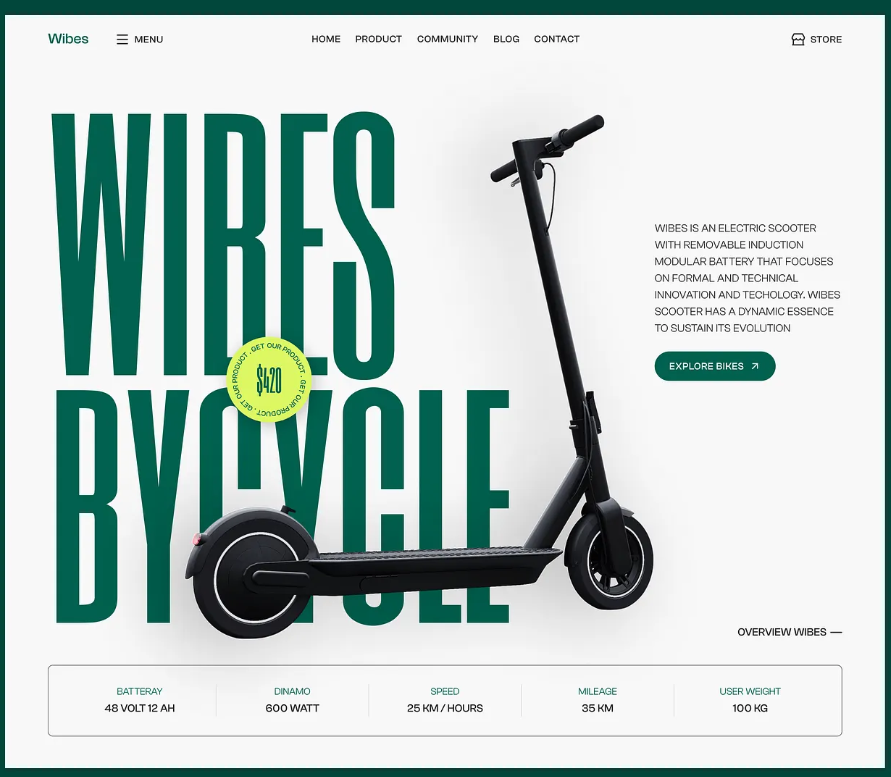 Wibes
MENU
HOME
PRODUCT
COMMUNITY
BLOG
CONTACT
STORE
WIBES
BYCYCLE
GET OUR PRODUCT . GET OUR PRODUCT . GET OUR PRODUCT .
$420
WIBES IS AN ELECTRIC SCOOTER
WITH REMOVABLE INDUCTION
MODULAR BATTERY THAT FOCUSES
ON FORMAL AND TECHNICAL
INNOVATION AND TECHOLOGY. WIBES
SCOOTER HAS A DYNAMIC ESSENCE
TO SUSTAIN ITS EVOLUTION
EXPLORE BIKES
OVERVIEW WIBES —
BATTERAY
48 VOLT 12 AH
DINAMO
600 WATT
SPEED
25 KM / HOURS
MILEAGE
35 KM
USER WEIGHT
100 KG